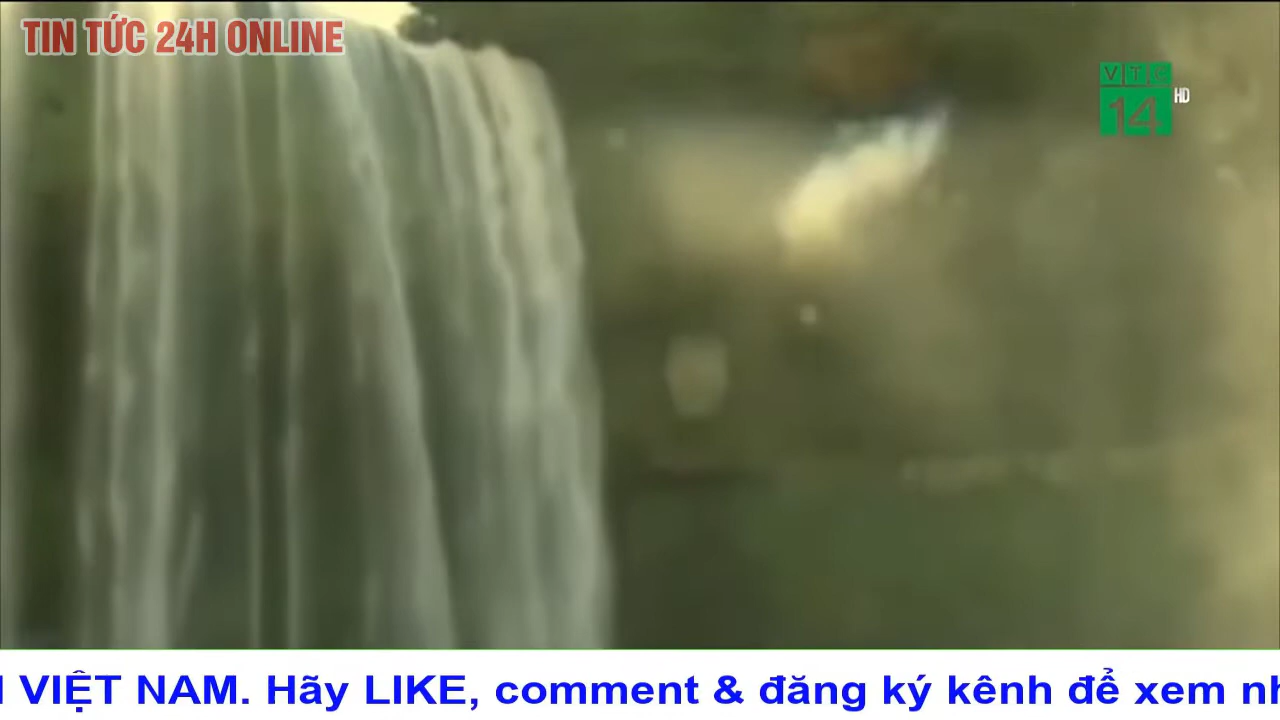 TIN TỨC 24H ONLINE
VTC
14
HD
VIỆT NAM. Hãy LIKE, comment & đăng ký kênh để xem